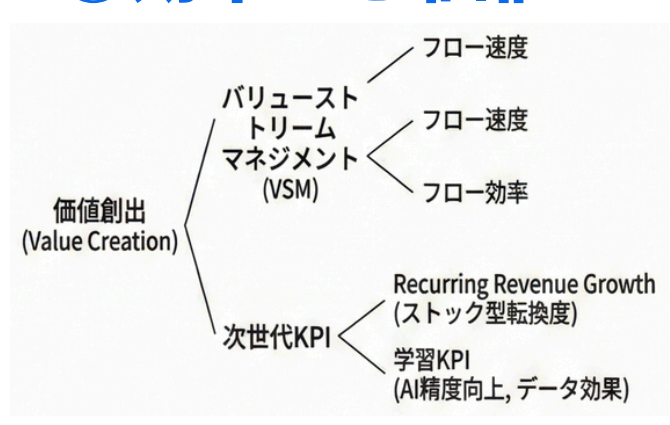 フロー速度
バリュースト
トリーム
マネジメント
(VSM)
フロー速度
フロー効率
価値創出
(Value Creation)
Recurring Revenue Growth
(ストック型転換度)
次世代KPI
学習KPI
(AI精度向上, データ効果)